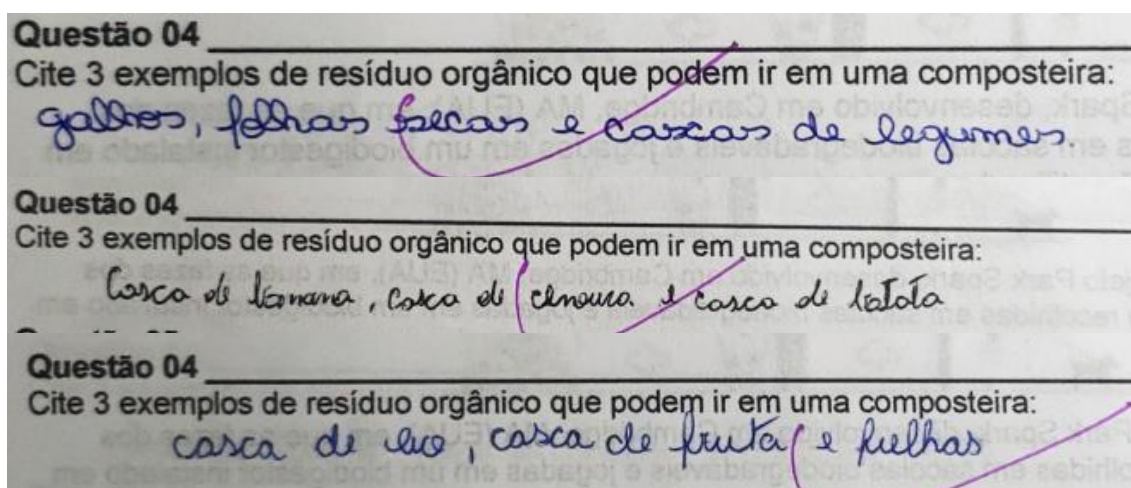 Questão 04
Cite 3 exemplos de resíduo orgânico que podem ir em uma composteira:
galhos, folhas secas e cascas de legumes
Questão 04
Cite 3 exemplos de resíduo orgânico que podem ir em uma composteira:
Casca de banana, casca de cenoura e casca de batata
Questão 04
Cite 3 exemplos de resíduo orgânico que podem ir em uma composteira:
casca de ovo, casca de fruta e folhas